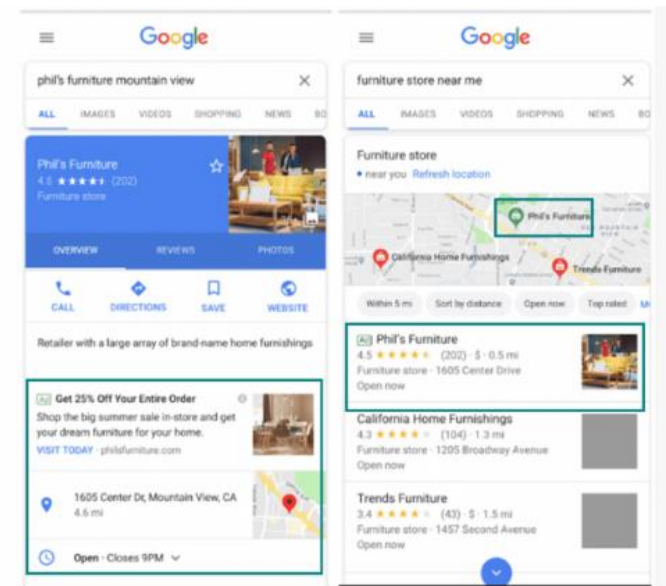 Google
phil's furniture mountain view
ALL IMAGES VIDEOS SHOPPING NEWS BO
Phil's Furniture
4.5 (202)
Furniture store
OVERVIEW REVIEWS PHOTOS
CALL DIRECTIONS SAVE WEBSITE
Retailer with a large array of brand-name home furnishings
Ad Get 25% Off Your Entire Order
Shop the big summer sale in-store and get
your dream furniture for your home.
VISIT TODAY · philsfurniture.com
1605 Center Dr, Mountain View, CA
4.6 mi
Open · Closes 9PM
Google
furniture store near me
ALL IMAGES VIDEOS SHOPPING NEWS BO
Furniture store
near you Refresh location
Phil's Furniture
California Home Furnishings
Trends Furniture
Within 5 mi Sort by distance Open now Top rated
Ad Phil's Furniture
4.5 (202) · $ · 0.5 mi
Furniture store · 1605 Center Drive
Open now
California Home Furnishings
4.3 (104) · 1.3 mi
Furniture store · 1205 Broadway Avenue
Open now
Trends Furniture
3.4 (43) · $ · 1.5 mi
Furniture store · 1457 Second Avenue
Open now